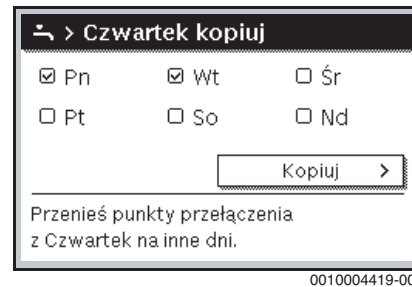 > Czwartek kopiuj
Pn Wt Śr
Pt So Nd
Kopiuj >
Przenieś punkty przełączenia
z Czwartek na inne dni.
0010004419-00